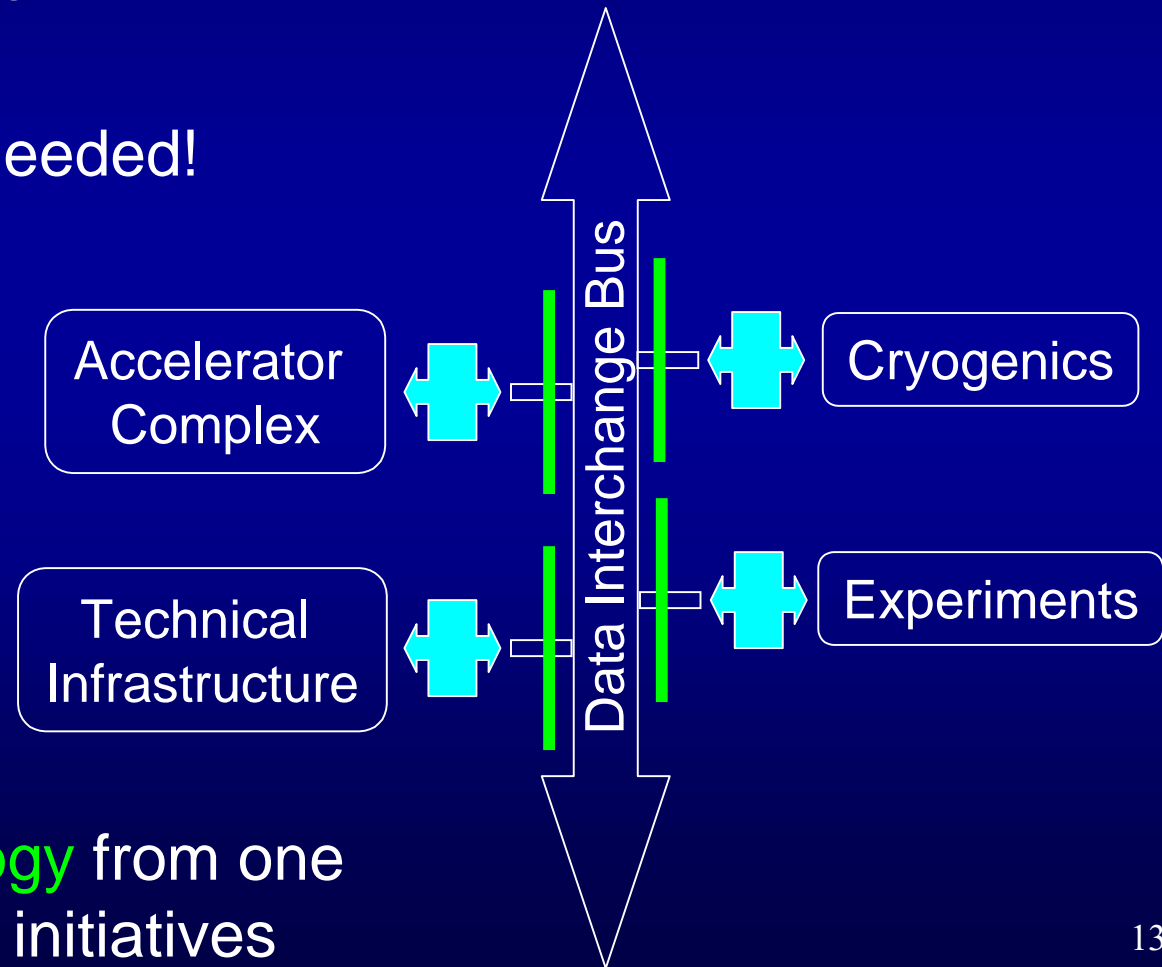 eeded!
Data Interchange Bus
Accelerator
Complex
Cryogenics
Technical
Infrastructure
Experiments
ogy from one
initiatives
13